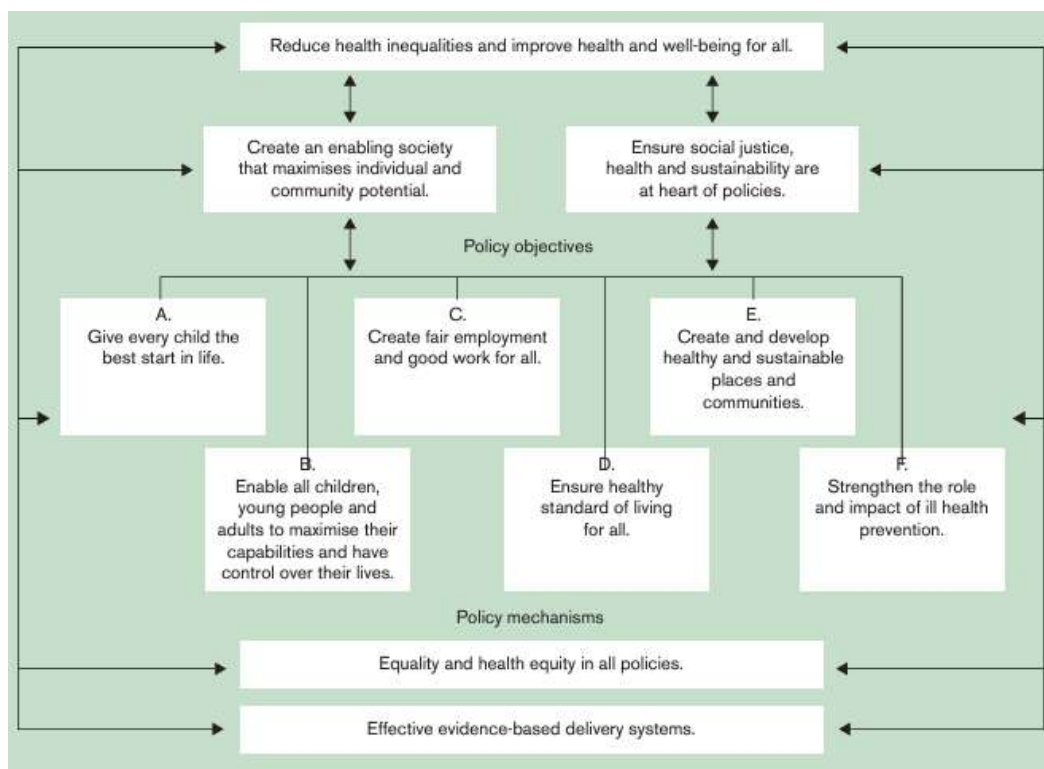 Reduce health inequalities and improve health and well-being for all.
Create an enabling society
that maximises individual and
community potential.
Ensure social justice,
health and sustainability are
at heart of policies.
Policy objectives
A.
Give every child the
best start in life.
C.
Create fair employment
and good work for all.
E.
Create and develop
healthy and sustainable
places and
communities.
B.
Enable all children,
young people and
adults to maximise their
capabilities and have
control over their lives.
D.
Ensure healthy
standard of living
for all.
F.
Strengthen the role
and impact of ill health
prevention.
Policy mechanisms
Equality and health equity in all policies.
Effective evidence-based delivery systems.